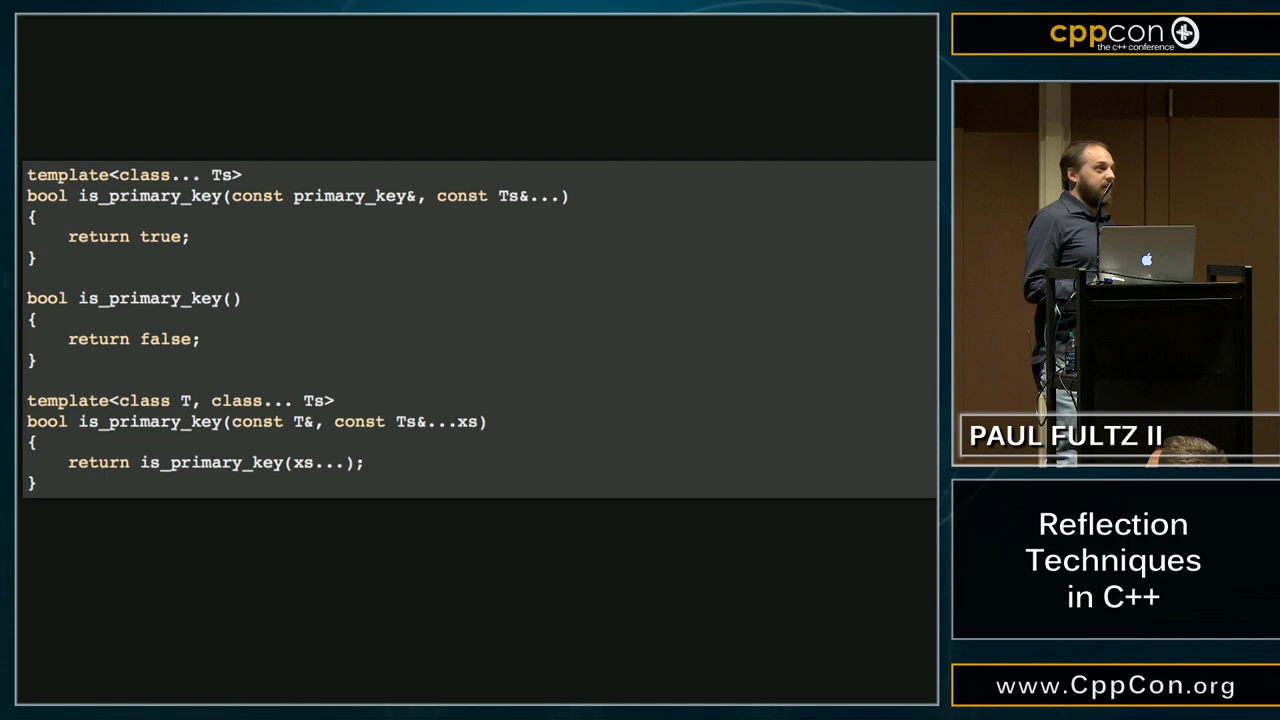 template<class... Ts>
bool is_primary_key(const primary_key&, const Ts&...)
{
    return true;
}

bool is_primary_key()
{
    return false;
}

template<class T, class... Ts>
bool is_primary_key(const T&, const Ts&...xs)
{
    return is_primary_key(xs...);
}
cppcon
the c++ conference
PAUL FULTZ II
Reflection
Techniques
in C++
www.CppCon.org